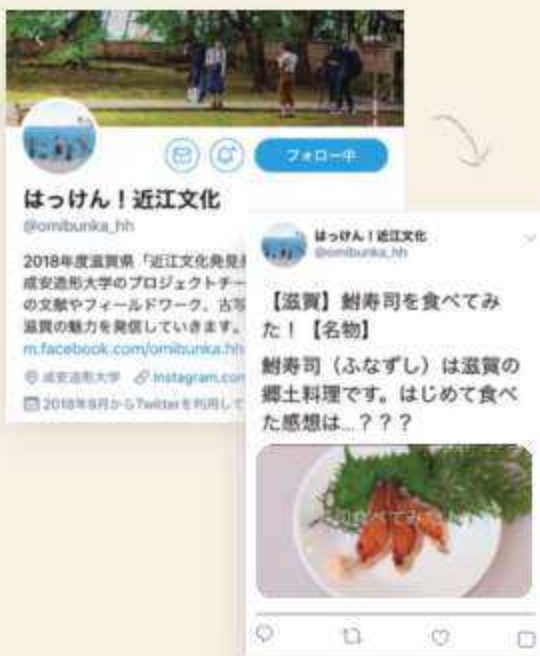 フォロー中
はっけん！近江文化
@omibunka_hh
2018年度滋賀県「近江文化発見
成安造形大学のプロジェクトチー
の文献やフィールドワーク、古写
滋賀の魅力を発信していきます。
m.facebook.com/omibunka.hh
成安造形大学 instagram.com
2018年9月からTwitterを利用して
はっけん！近江文化
@omibunka_hh
【滋賀】鮒寿司を食べてみ
た！【名物】
鮒寿司（ふなずし）は滋賀の
郷土料理です。はじめて食べ
た感想は...？？？